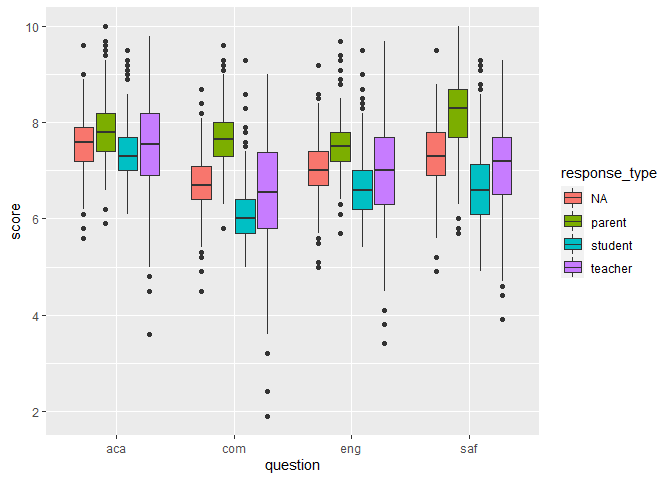 10
8
6
4
2
score
aca com eng saf
question
response_type
NA
parent
student
teacher